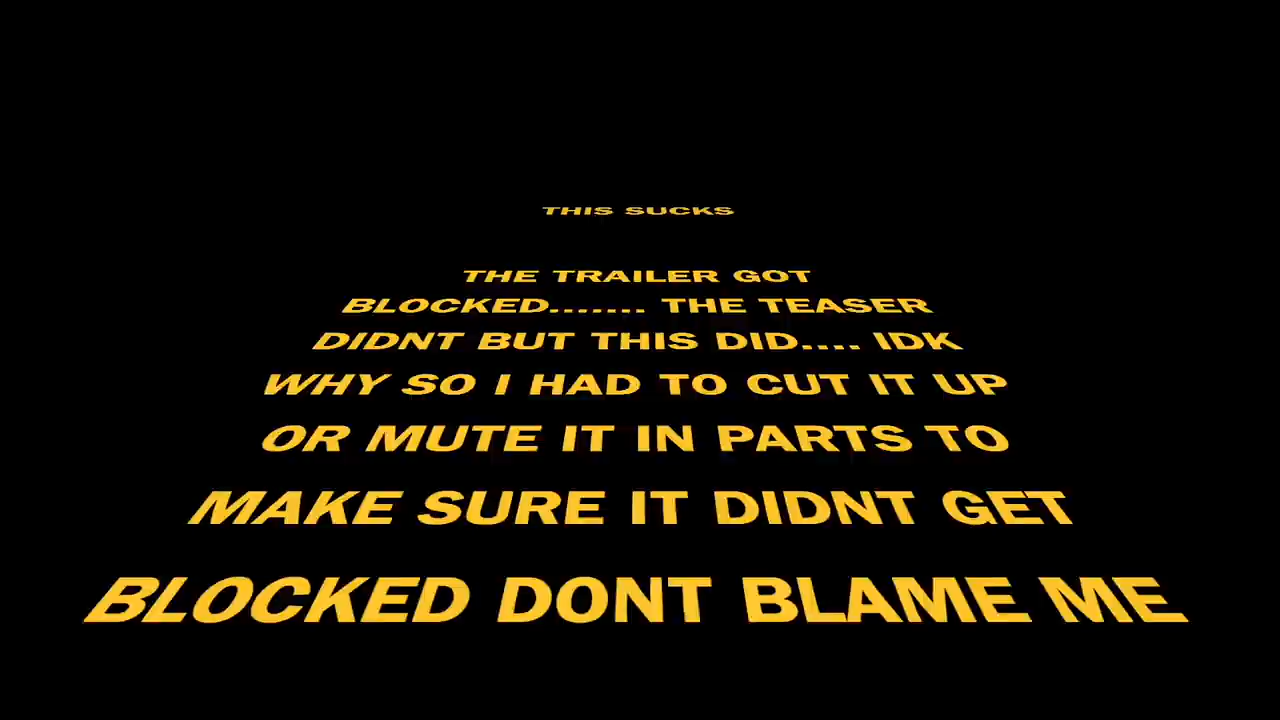 THIS SUCKS
THE TRAILER GOT
BLOCKED....... THE TEASER
DIDNT BUT THIS DID.... IDK
WHY SO I HAD TO CUT IT UP
OR MUTE IT IN PARTS TO
MAKE SURE IT DIDNT GET
BLOCKED DONT BLAME ME